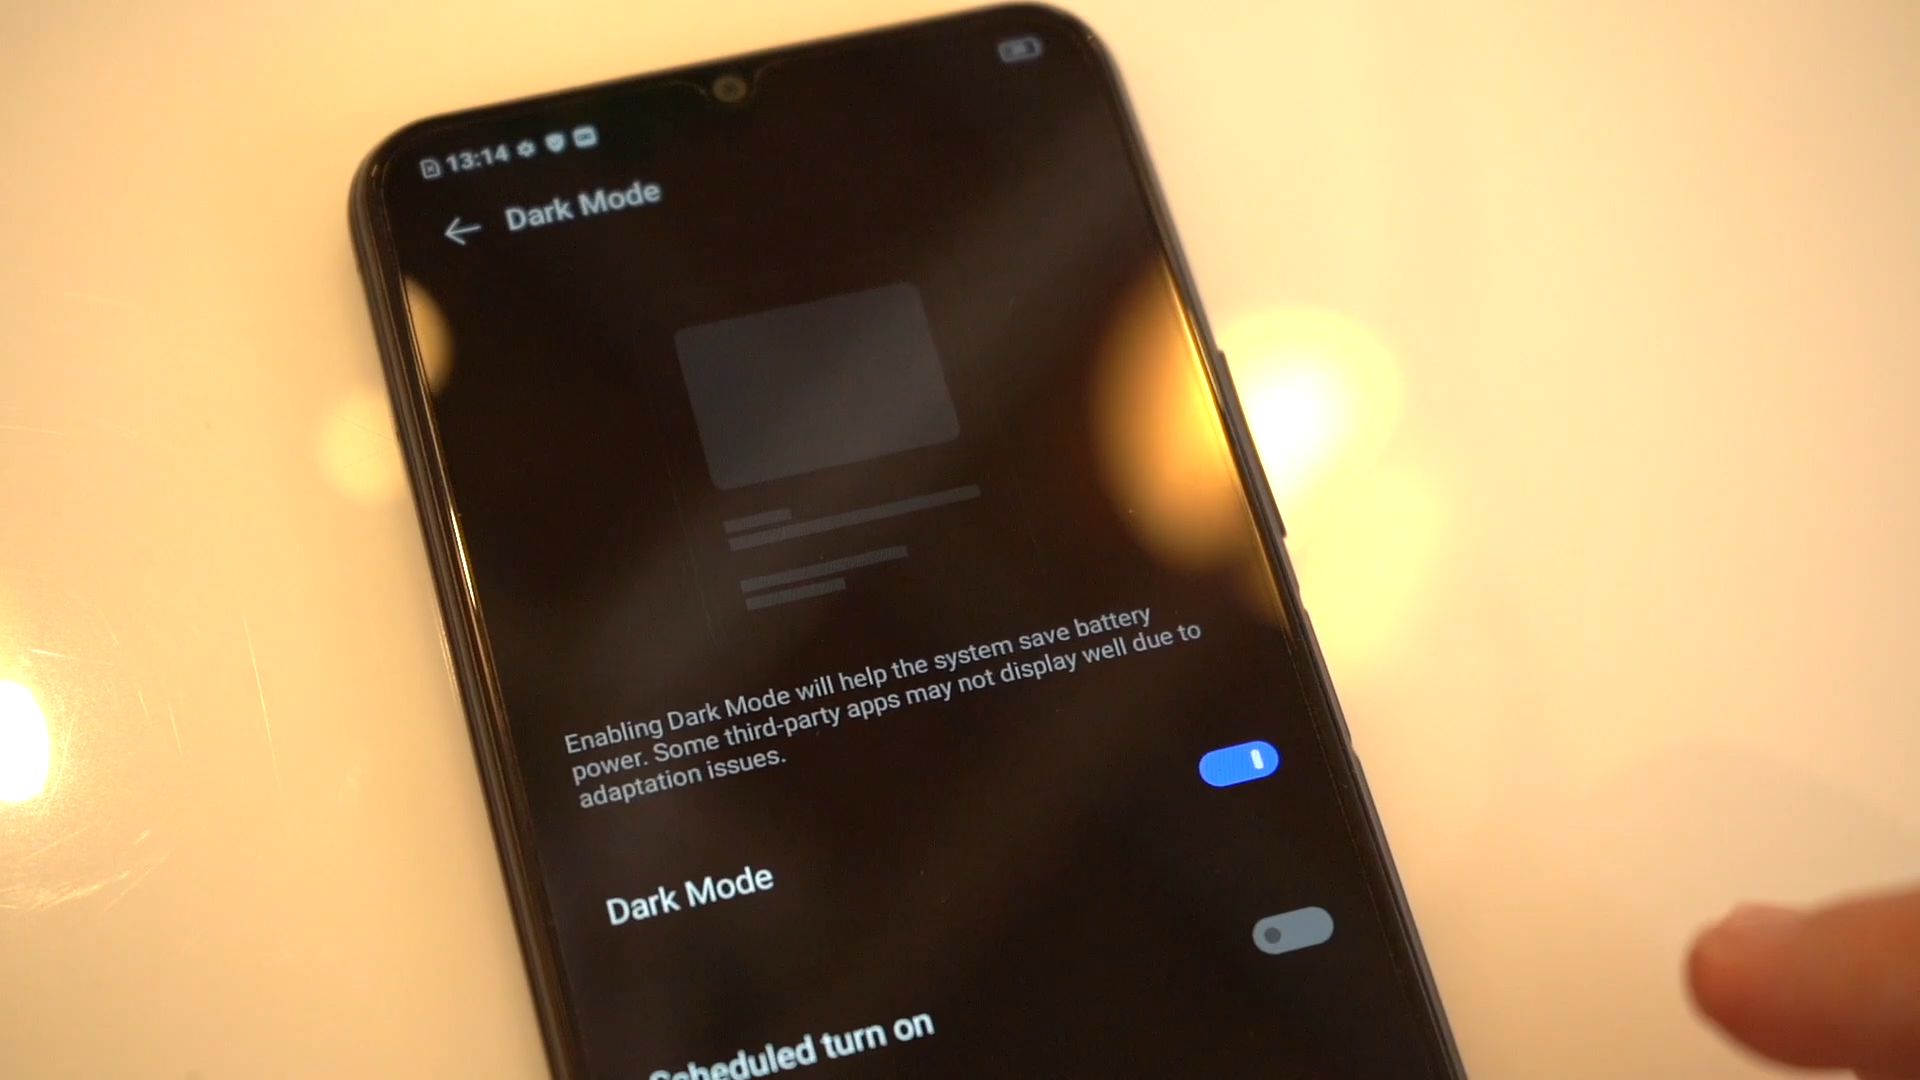 13:14
Dark Mode
Enabling Dark Mode will help the system save battery
power. Some third-party apps may not display well due to
adaptation issues.
Dark Mode
Scheduled turn on